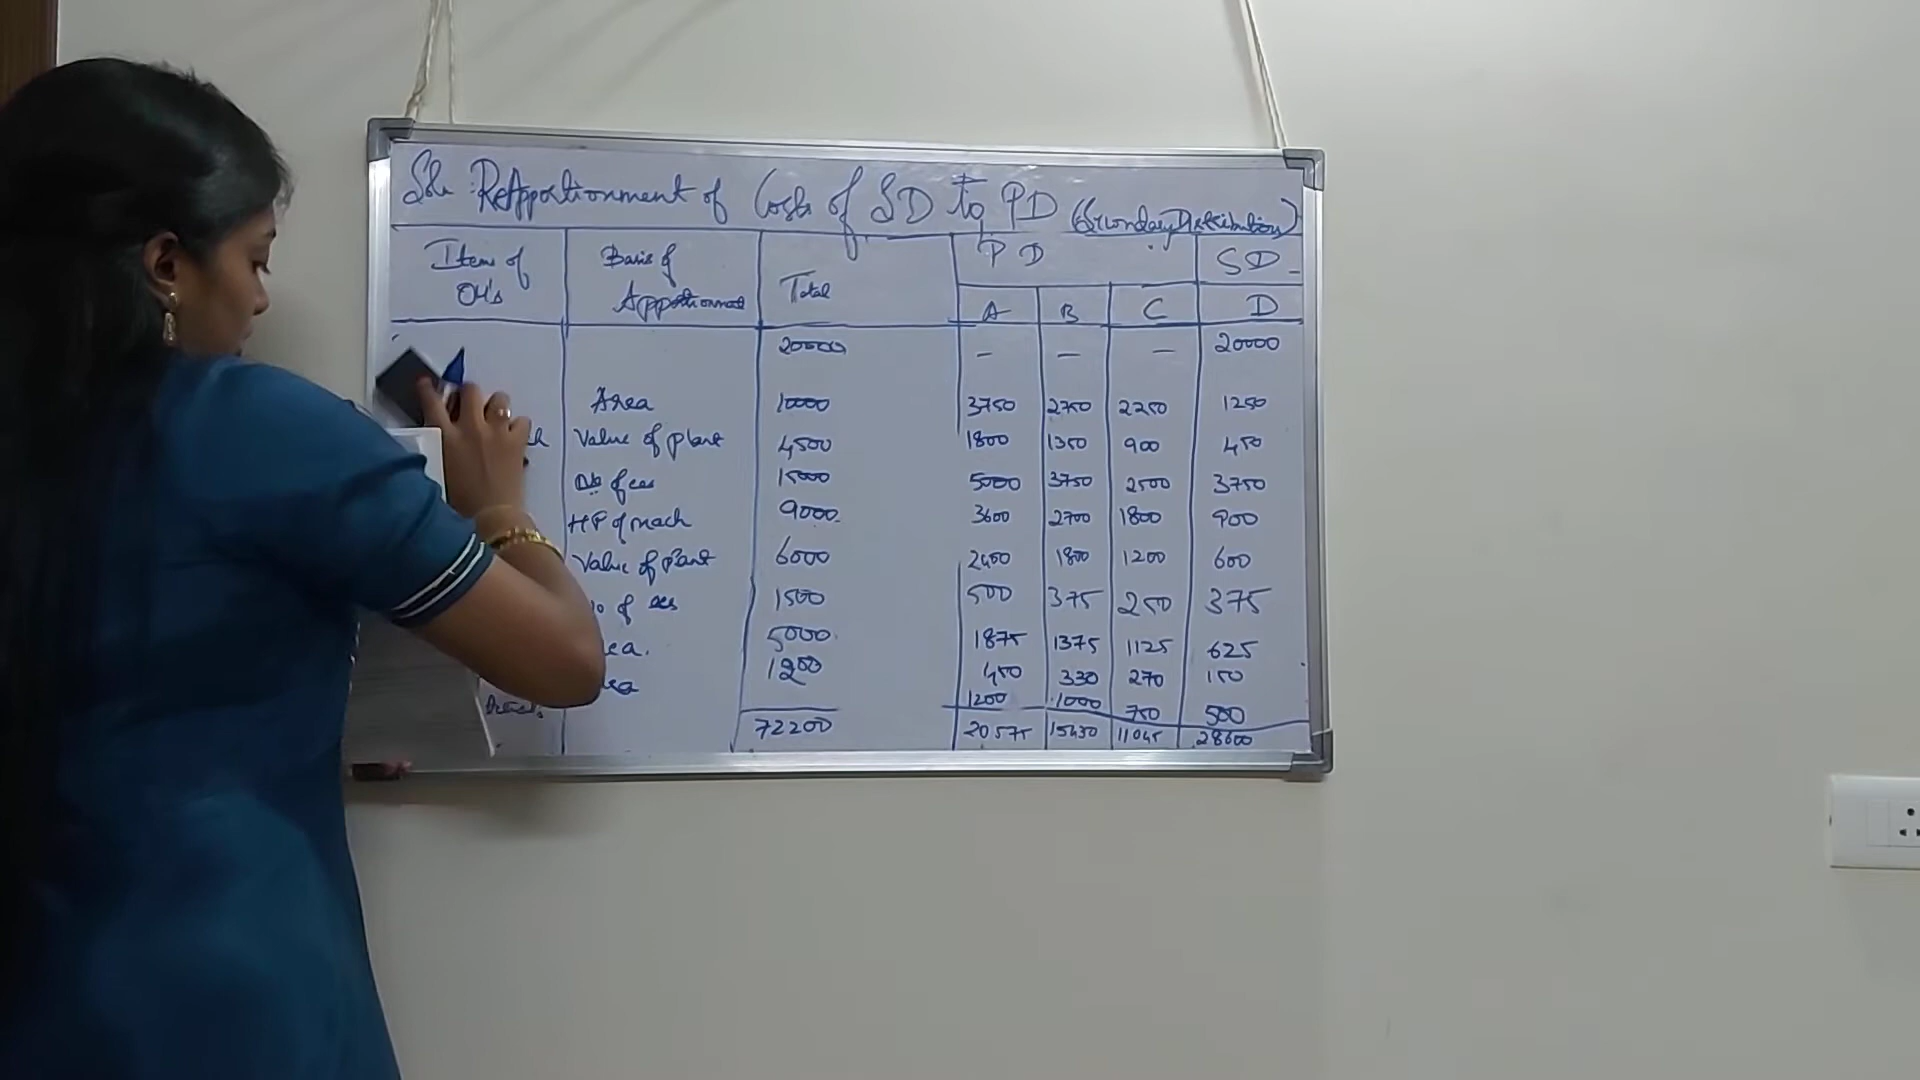 Soln: ReApportionment of Costs of SD to PD (Secondary Distribution)
Items of OH's Basis of Apportionment Total PD SD
A B C D
20000 — — — 20000
Area 10000 3750 2750 2250 1250
Value of plant 4500 1800 1350 900 450
No of ees 15000 5000 3750 2500 3750
HP of mach 9000 3600 2700 1800 900
Value of plant 6000 2400 1800 1200 600
of ees 1500 500 375 250 375
5000 1875 1375 1125 625
1200 450 330 270 150
1200 1000 750 500
72200 20575 15430 11045 28600